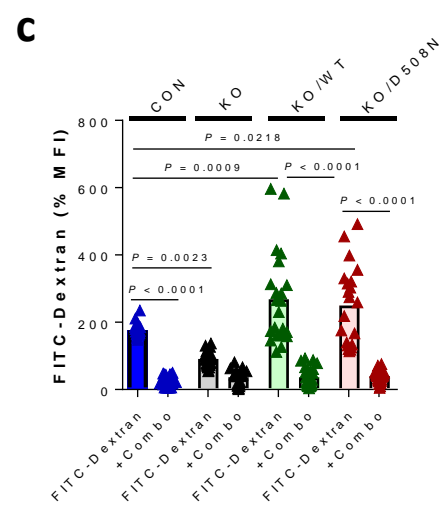 c
CON
KO
KO/WT
KO/D508N
FITC-Dextran (% MFI)
800
600
400
200
0
P = 0.0218
P = 0.0009
P < 0.0001
P < 0.0001
P = 0.0023
P < 0.0001
FITC-Dextran
+Combo
FITC-Dextran
+Combo
FITC-Dextran
+Combo
FITC-Dextran
+Combo